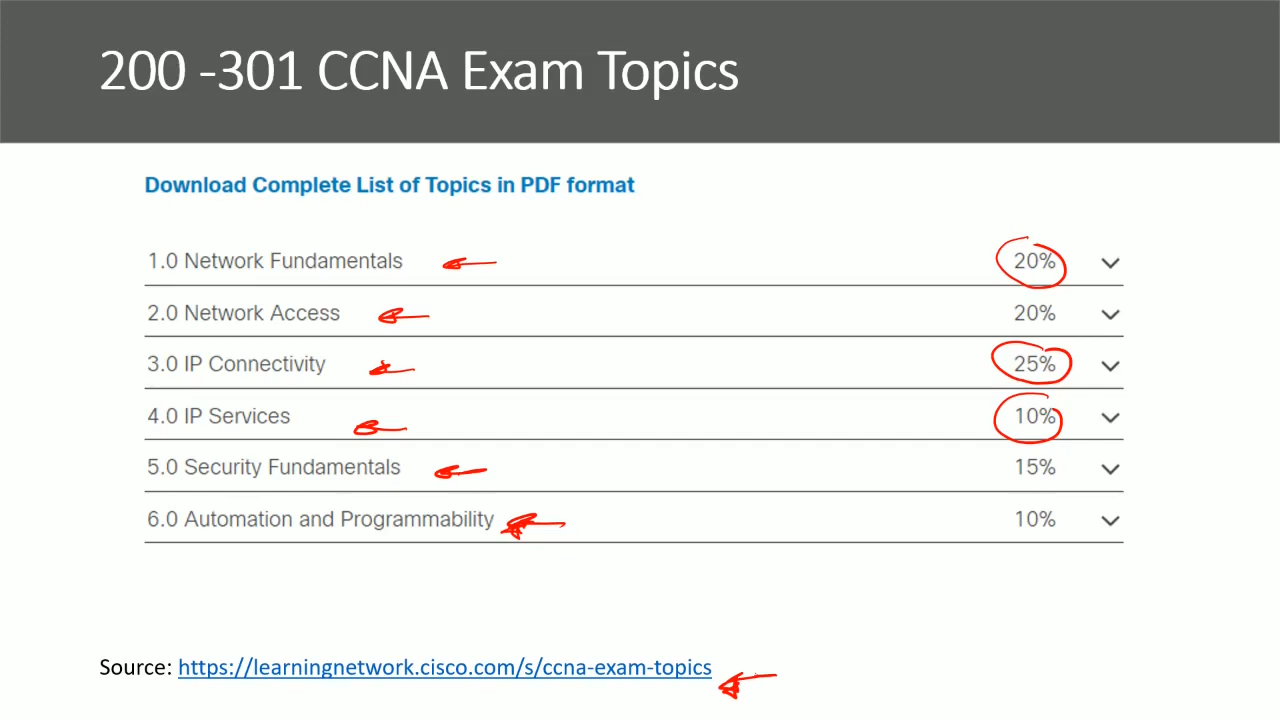 200 -301 CCNA Exam Topics
Download Complete List of Topics in PDF format
1.0 Network Fundamentals 20%
2.0 Network Access 20%
3.0 IP Connectivity 25%
4.0 IP Services 10%
5.0 Security Fundamentals 15%
6.0 Automation and Programmability 10%
Source: https://learningnetwork.cisco.com/s/ccna-exam-topics